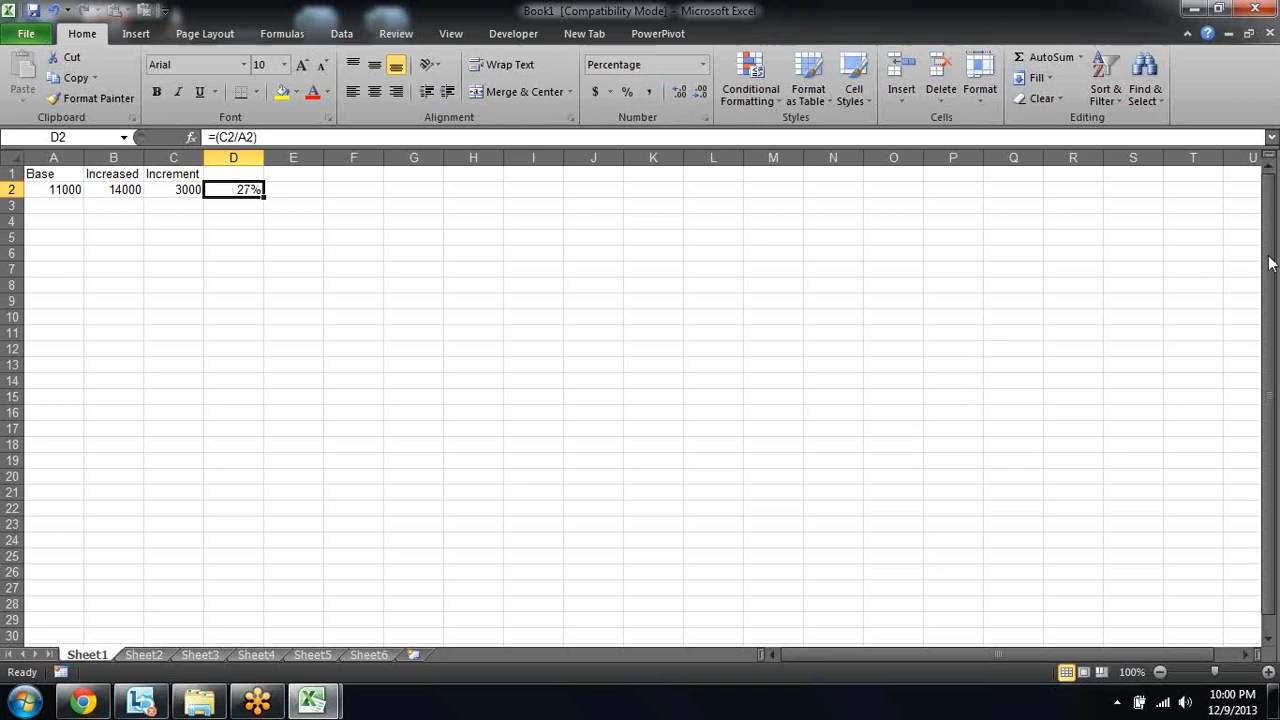 Book1 [Compatibility Mode] - Microsoft Excel
File Home Insert Page Layout Formulas Data Review View Developer New Tab PowerPivot
Paste
Cut
Copy
Format Painter
Clipboard
Arial 10
B I U
Font
Wrap Text
Merge & Center
Alignment
Percentage
$ % ,
Number
Conditional Formatting
Format as Table
Cell Styles
Styles
Insert
Delete
Format
Cells
Σ AutoSum
Fill
Clear
Sort & Filter
Find & Select
Editing
D2 fx =(C2/A2)
A B C D E F G H I J K L M N O P Q R S T U
1 Base Increased Increment
2 11000 14000 3000 27%
3
4
5
6
7
8
9
10
11
12
13
14
15
16
17
18
19
20
21
22
23
24
25
26
27
28
29
30
Sheet1 Sheet2 Sheet3 Sheet4 Sheet5 Sheet6
Ready 100%
10:00 PM
12/9/2013